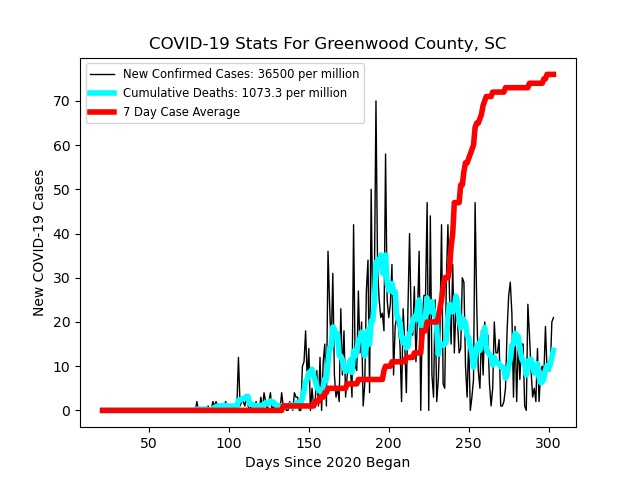 COVID-19 Stats For Greenwood County, SC
New Confirmed Cases: 36500 per million
Cumulative Deaths: 1073.3 per million
7 Day Case Average
New COVID-19 Cases
70
60
50
40
30
20
10
0
50 100 150 200 250 300
Days Since 2020 Began